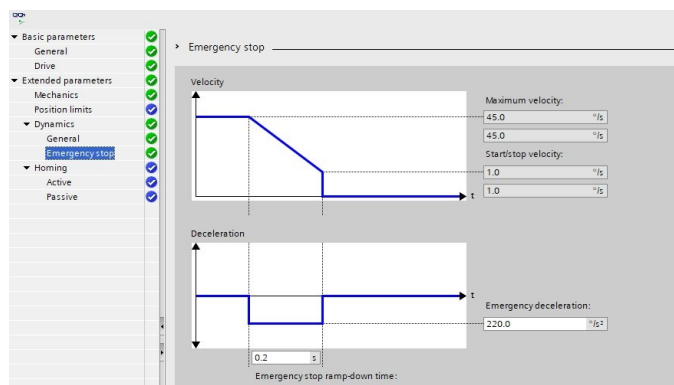 Basic parameters
General
Drive
Extended parameters
Mechanics
Position limits
Dynamics
General
Emergency stop
Homing
Active
Passive
Emergency stop
Velocity
t
Maximum velocity:
45.0 °/s
45.0 °/s
Start/stop velocity:
1.0 °/s
1.0 °/s
Deceleration
t
Emergency deceleration:
220.0 °/s²
0.2 s
Emergency stop ramp-down time: